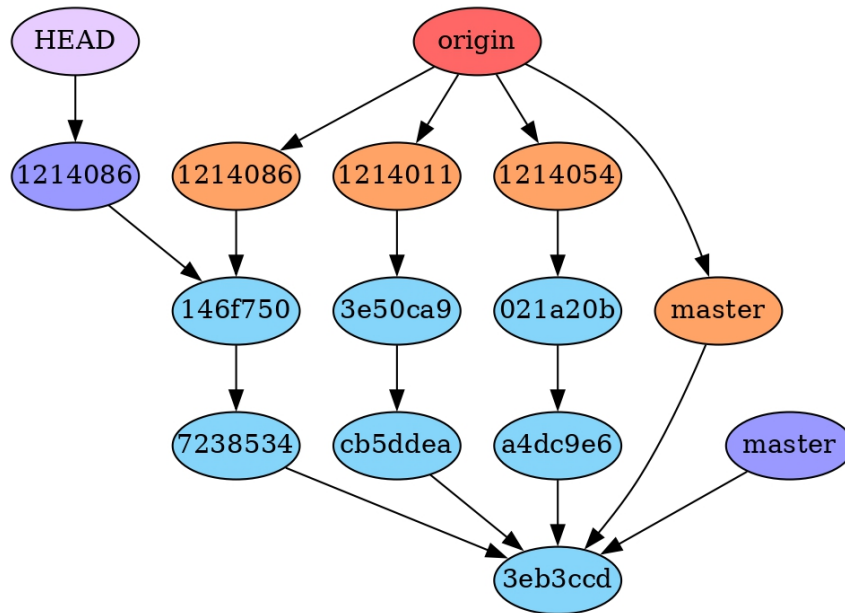 HEAD
origin
1214086
1214086
1214011
1214054
146f750
3e50ca9
021a20b
master
7238534
cb5ddea
a4dc9e6
master
3eb3ccd